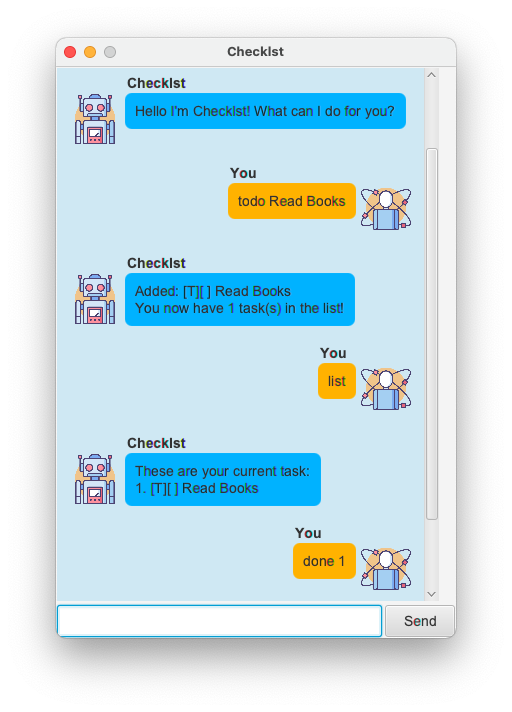 Checklst
Checklst
Hello I'm Checklst! What can I do for you?
You
todo Read Books
Checklst
Added: [T][ ] Read Books
You now have 1 task(s) in the list!
You
list
Checklst
These are your current task:
1. [T][ ] Read Books
You
done 1
Send